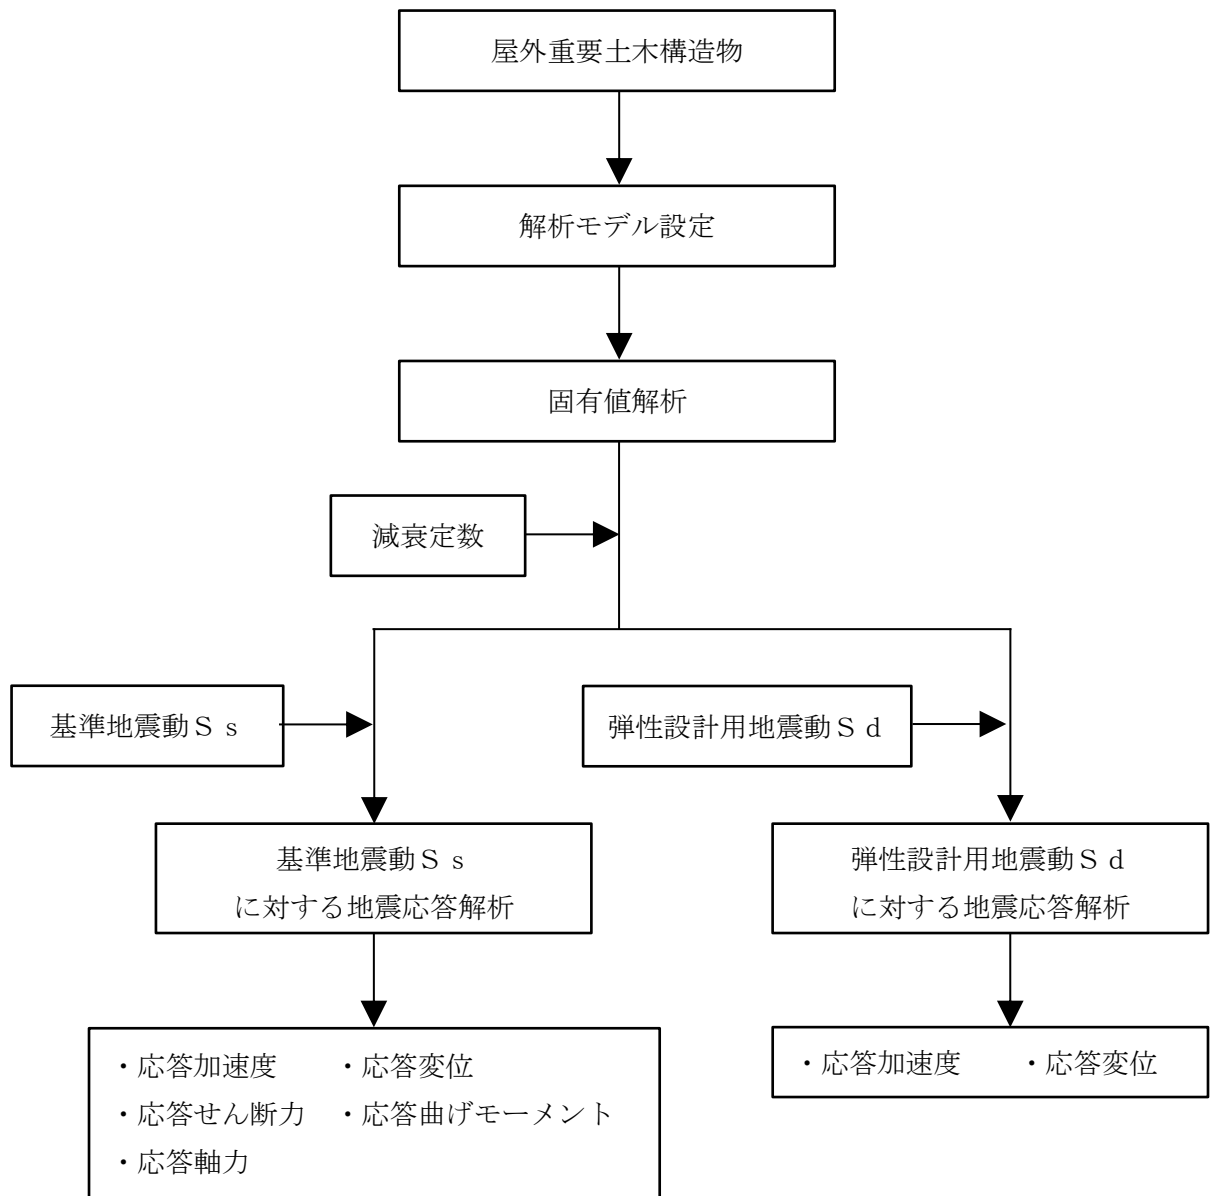 屋外重要土木構造物
解析モデル設定
固有値解析
減衰定数
基準地震動Ｓｓ
弾性設計用地震動Ｓｄ
基準地震動Ｓｓ
に対する地震応答解析
弾性設計用地震動Ｓｄ
に対する地震応答解析
・応答加速度　・応答変位
・応答せん断力　・応答曲げモーメント
・応答軸力
・応答加速度　・応答変位